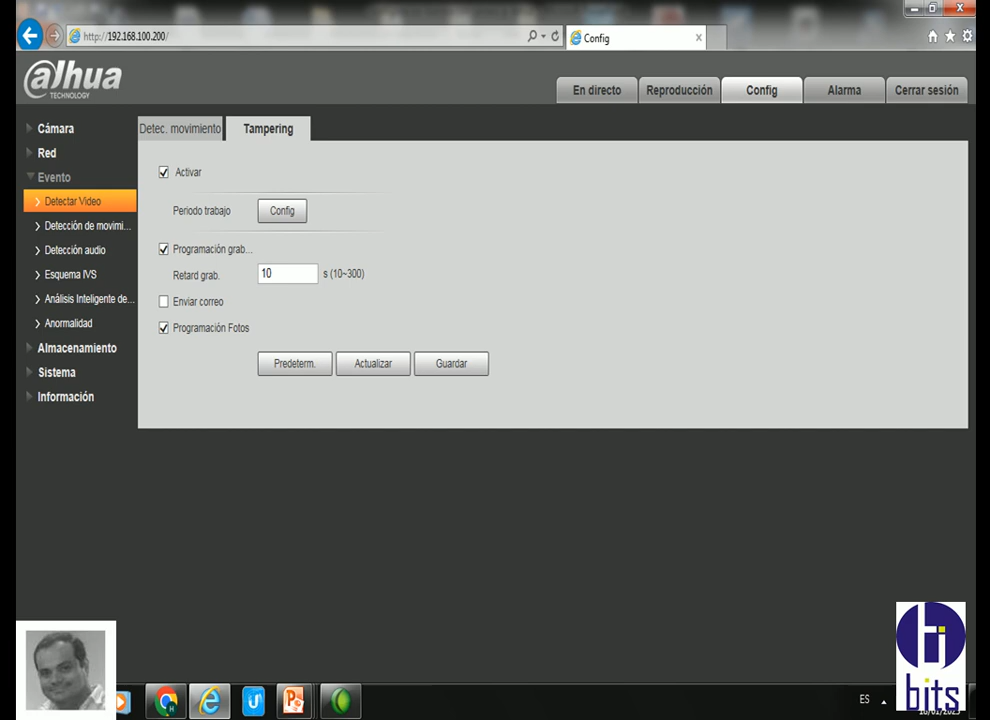 http://192.168.100.200/
Config
alhua
TECHNOLOGY
En directo
Reproducción
Config
Alarma
Cerrar sesión
Cámara
Red
Evento
Detectar Video
Detección de movimi...
Detección audio
Esquema IVS
Análisis Inteligente de...
Anormalidad
Almacenamiento
Sistema
Información
Detec. movimiento
Tampering
Activar
Periodo trabajo Config
Programación grab...
Retard grab. 10 s (10~300)
Enviar correo
Programación Fotos
Predeterm. Actualizar Guardar
ES
bits